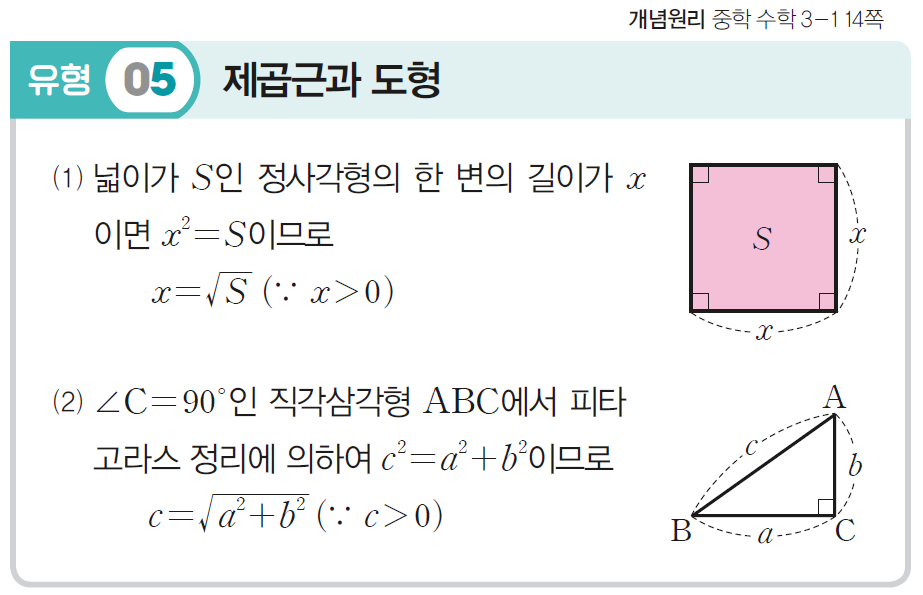 개념원리 중학 수학 3-1 14쪽
유형 05 제곱근과 도형
(1) 넓이가 S인 정사각형의 한 변의 길이가 x
이면 x²=S이므로
x=√S (∵ x>0)
S
x
x
(2) ∠C=90°인 직각삼각형 ABC에서 피타
고라스 정리에 의하여 c²=a²+b²이므로
c=√(a²+b²) (∵ c>0)
A
c
b
B
a
C